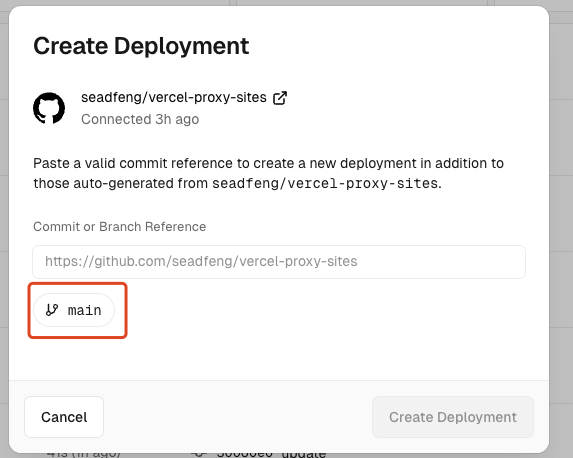 Create Deployment
seadfeng/vercel-proxy-sites
Connected 3h ago
Paste a valid commit reference to create a new deployment in addition to
those auto-generated from seadfeng/vercel-proxy-sites.
Commit or Branch Reference
https://github.com/seadfeng/vercel-proxy-sites
main
Cancel
Create Deployment
update